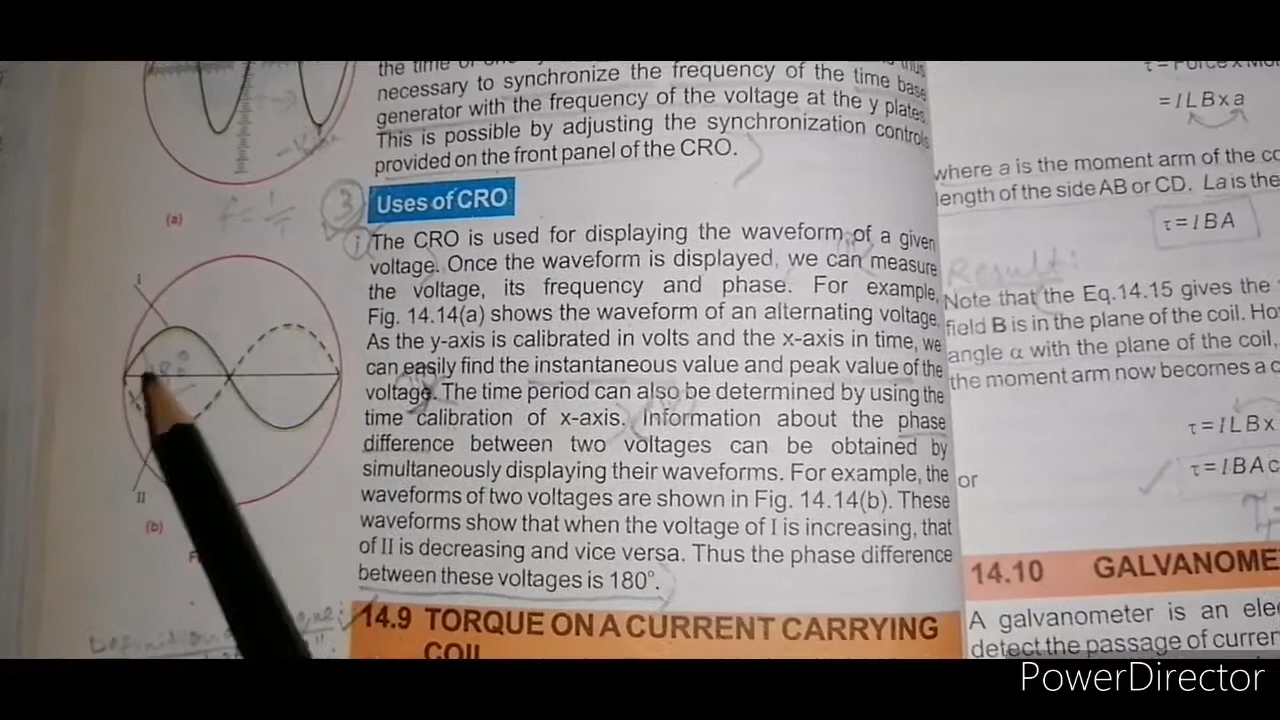 (a)
f = 1/T
I
180°
II
(b)
the time of
necessary to synchronize the frequency of the time base
generator with the frequency of the voltage at the y plates
This is possible by adjusting the synchronization controls
provided on the front panel of the CRO.
3 Uses of CRO
i The CRO is used for displaying the waveform of a given
voltage. Once the waveform is displayed, we can measure
the voltage, its frequency and phase. For example,
Fig. 14.14(a) shows the waveform of an alternating voltage.
As the y-axis is calibrated in volts and the x-axis in time, we
can easily find the instantaneous value and peak value of the
voltage. The time period can also be determined by using the
time calibration of x-axis. Information about the phase
difference between two voltages can be obtained by
simultaneously displaying their waveforms. For example, the
waveforms of two voltages are shown in Fig. 14.14(b). These
waveforms show that when the voltage of I is increasing, that
of II is decreasing and vice versa. Thus the phase difference
between these voltages is 180°.
14.9 TORQUE ON A CURRENT CARRYING
COIL
= I L B x a
where a is the moment arm of the co
length of the side AB or CD. La is the
τ = I B A
Result:
Note that the Eq.14.15 gives the
field B is in the plane of the coil. Ho
angle α with the plane of the coil,
the moment arm now becomes a c
τ = I L B x
or
τ = I B A c
14.10 GALVANOME
A galvanometer is an ele
detect the passage of curren
PowerDirector